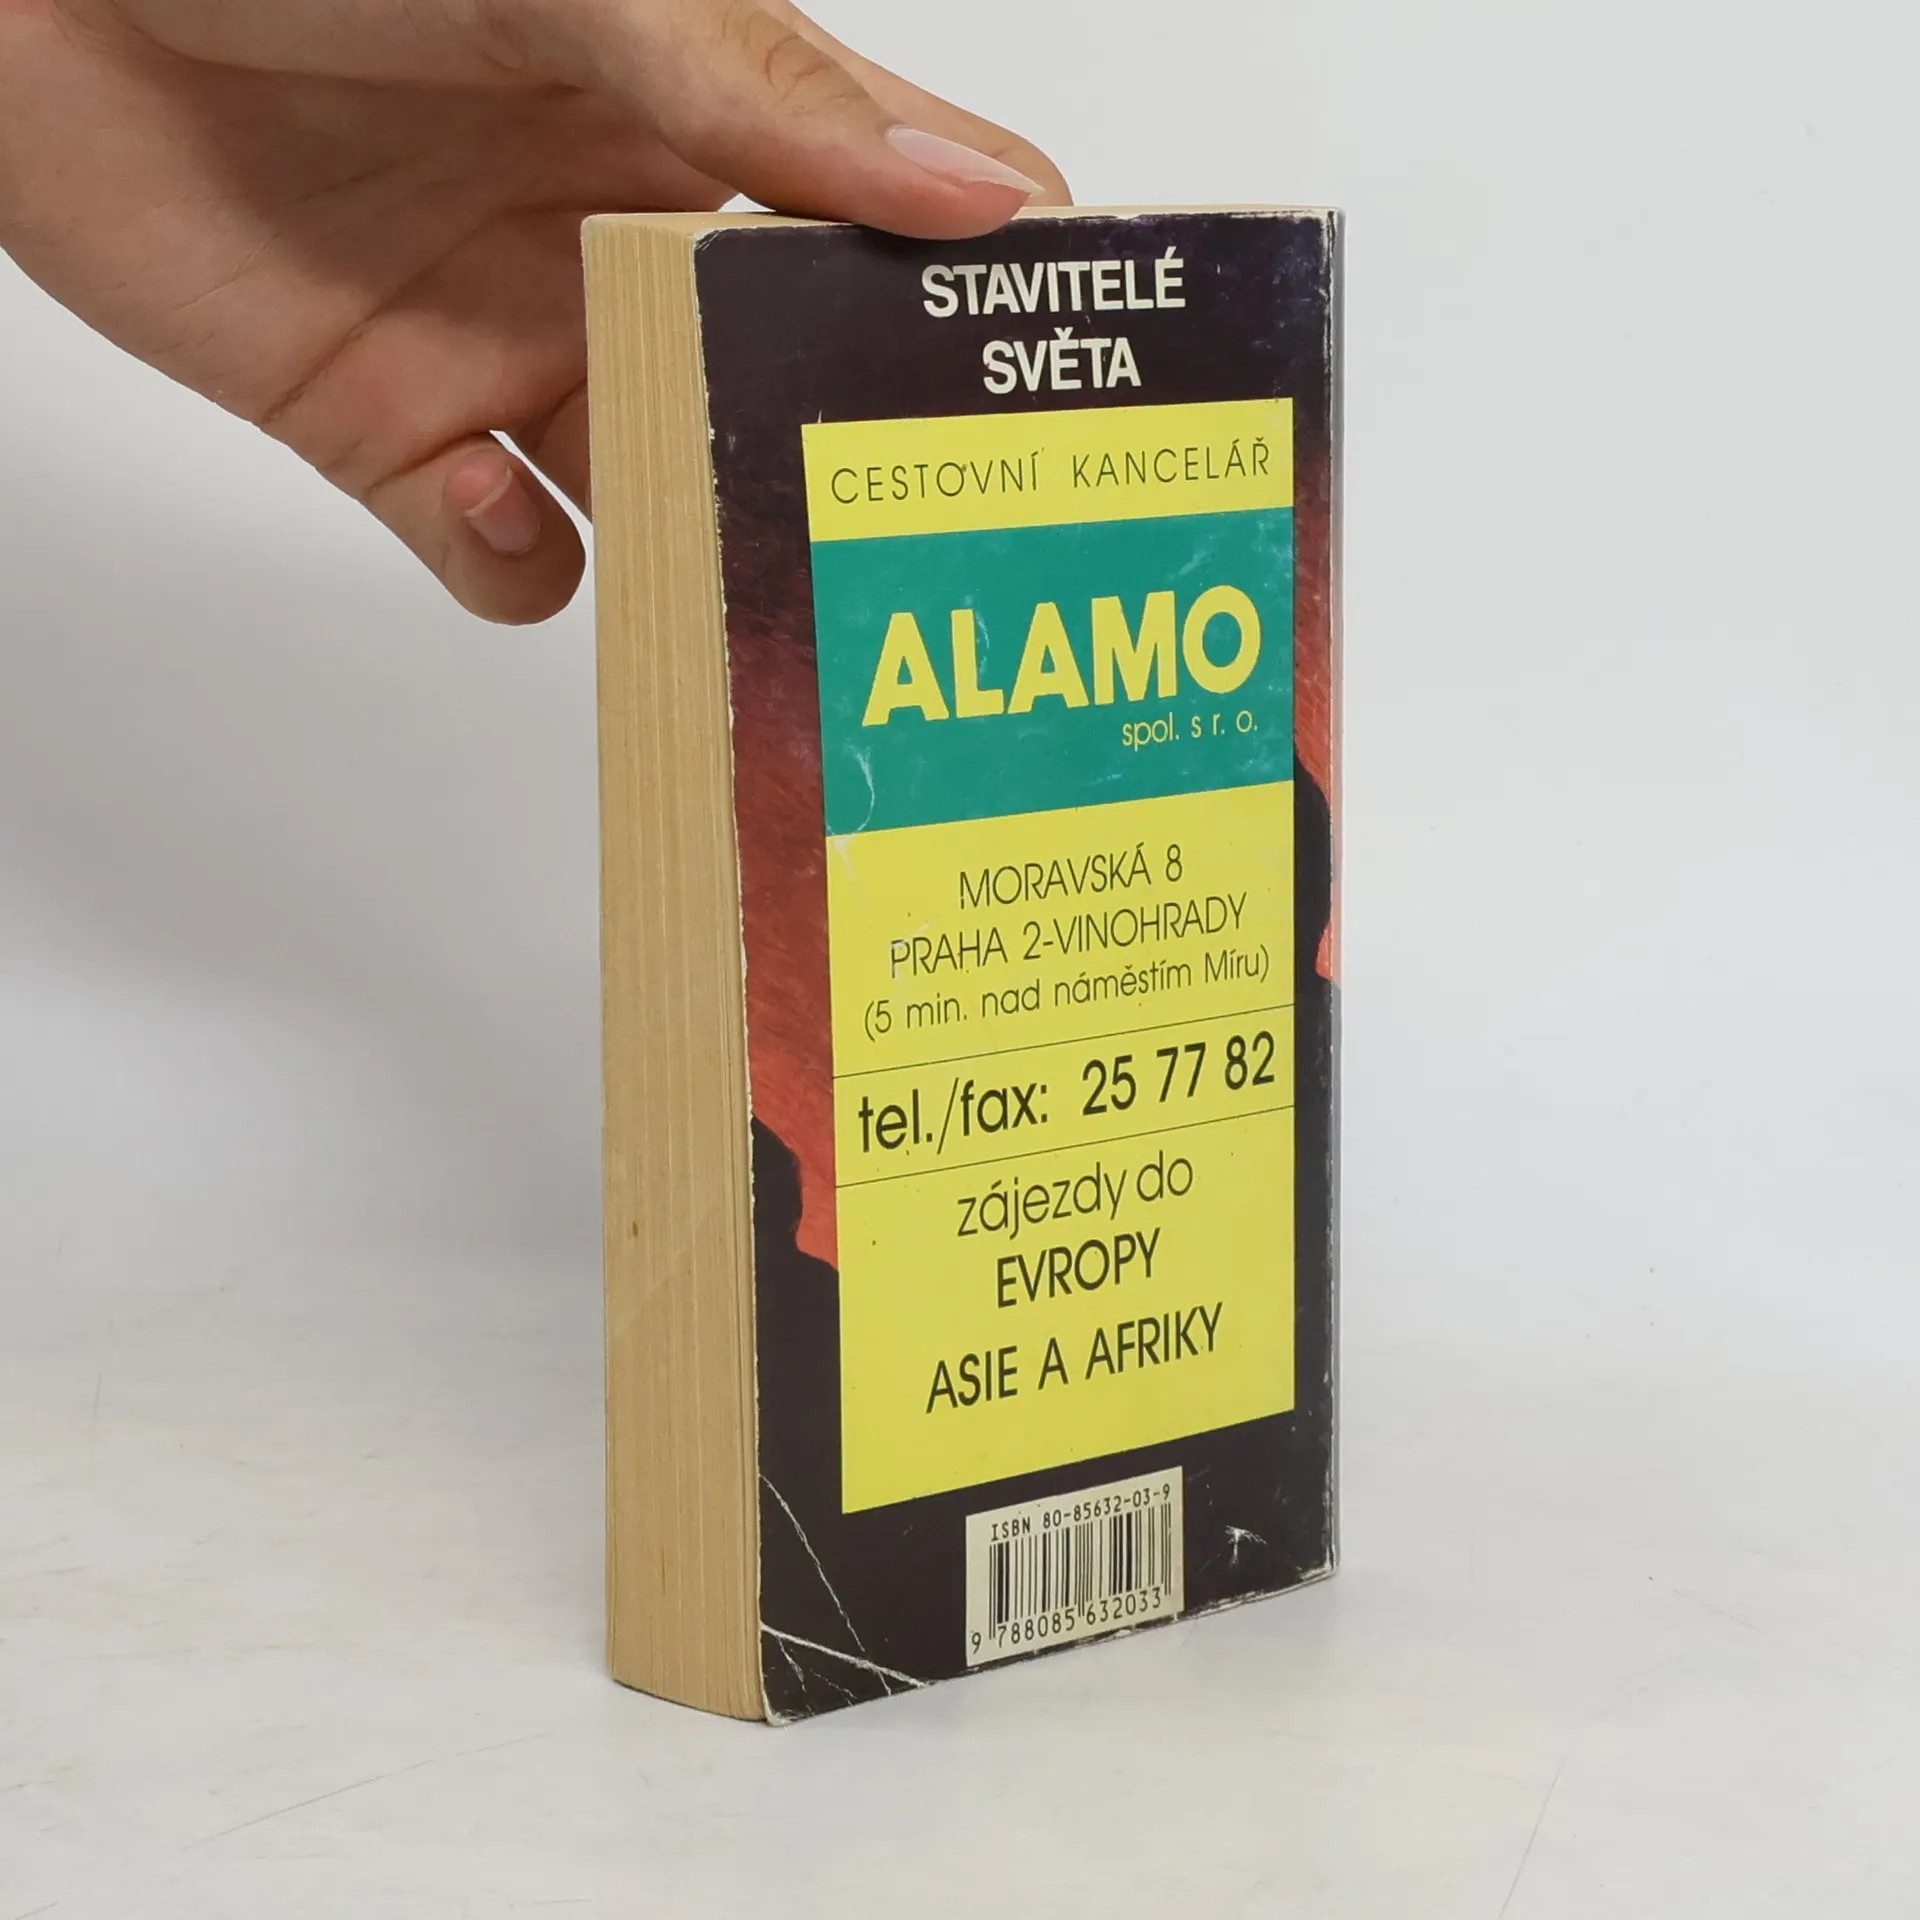 STAVITELÉ
SVĚTA
CESTOVNÍ KANCELÁŘ
ALAMO
spol. s r. o.
MORAVSKÁ 8
PRAHA 2-VINOHRADY
(5 min. nad náměstím Míru)
tel./fax: 25 77 82
zájezdy do
EVROPY
ASIE A AFRIKY
ISBN 80-85632-03-9
9 788085 632033